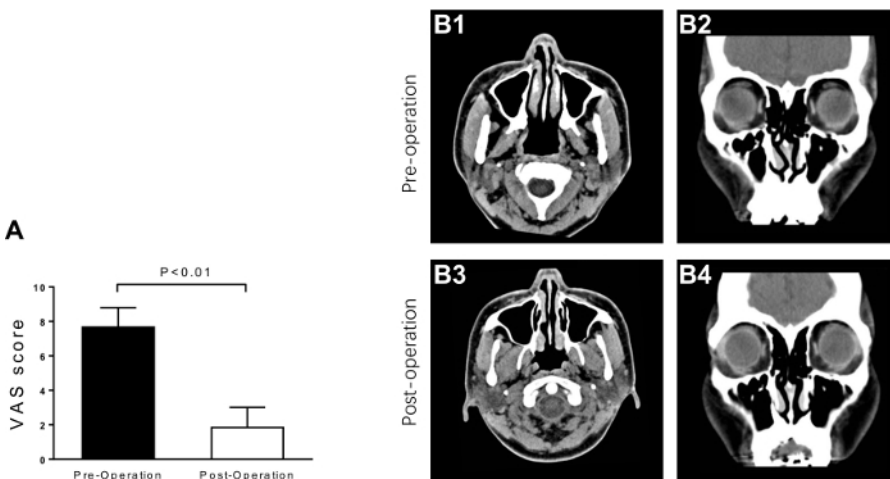 A
P<0.01
10
8
6
4
2
0
VAS score
Pre-Operation
Post-Operation
Pre-operation
B1
B2
Post-operation
B3
B4